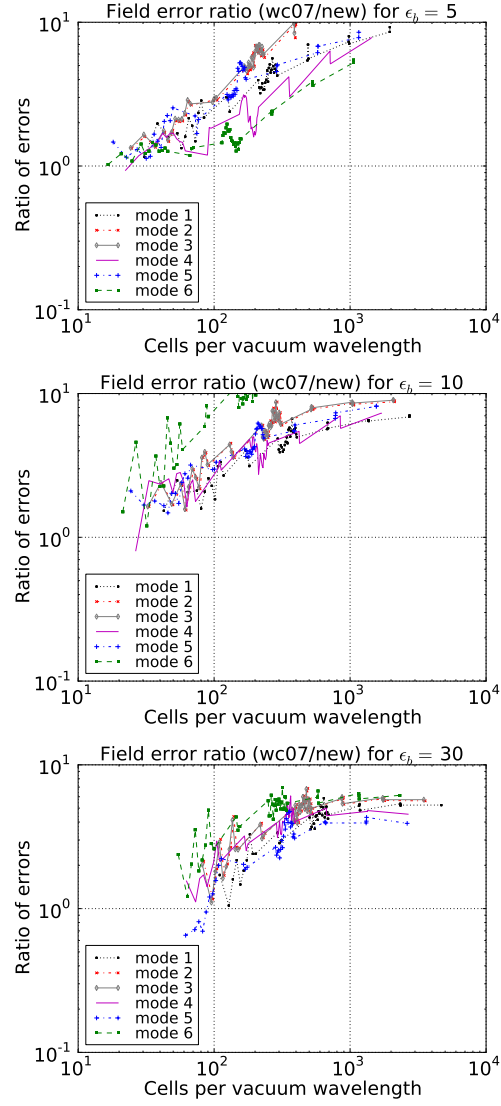 Field error ratio (wc07/new) for ϵ_b = 5
10^1
10^0
10^-1
Ratio of errors
mode 1
mode 2
mode 3
mode 4
mode 5
mode 6
10^1 10^2 10^3 10^4
Cells per vacuum wavelength
Field error ratio (wc07/new) for ϵ_b = 10
10^1
10^0
10^-1
Ratio of errors
mode 1
mode 2
mode 3
mode 4
mode 5
mode 6
10^1 10^2 10^3 10^4
Cells per vacuum wavelength
Field error ratio (wc07/new) for ϵ_b = 30
10^1
10^0
10^-1
Ratio of errors
mode 1
mode 2
mode 3
mode 4
mode 5
mode 6
10^1 10^2 10^3 10^4
Cells per vacuum wavelength